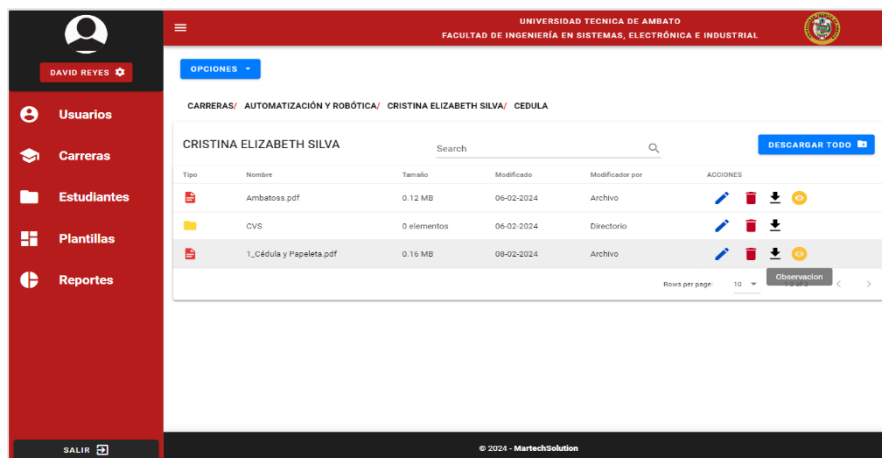 UNIVERSIDAD TECNICA DE AMBATO
FACULTAD DE INGENIERÍA EN SISTEMAS, ELECTRÓNICA E INDUSTRIAL
DAVID REYES
Usuarios
Carreras
Estudiantes
Plantillas
Reportes
SALIR
OPCIONES
CARRERAS/ AUTOMATIZACIÓN Y ROBÓTICA/ CRISTINA ELIZABETH SILVA/ CEDULA
CRISTINA ELIZABETH SILVA Search DESCARGAR TODO
Tipo Nombre Tamaño Modificado Modificador por ACCIONES
Ambatoss.pdf 0.12 MB 06-02-2024 Archivo
CVS 0 elementos 06-02-2024 Directorio
1_Cédula y Papeleta.pdf 0.16 MB 08-02-2024 Archivo
Observacion
Rows per page: 10
© 2024 - MartechSolution